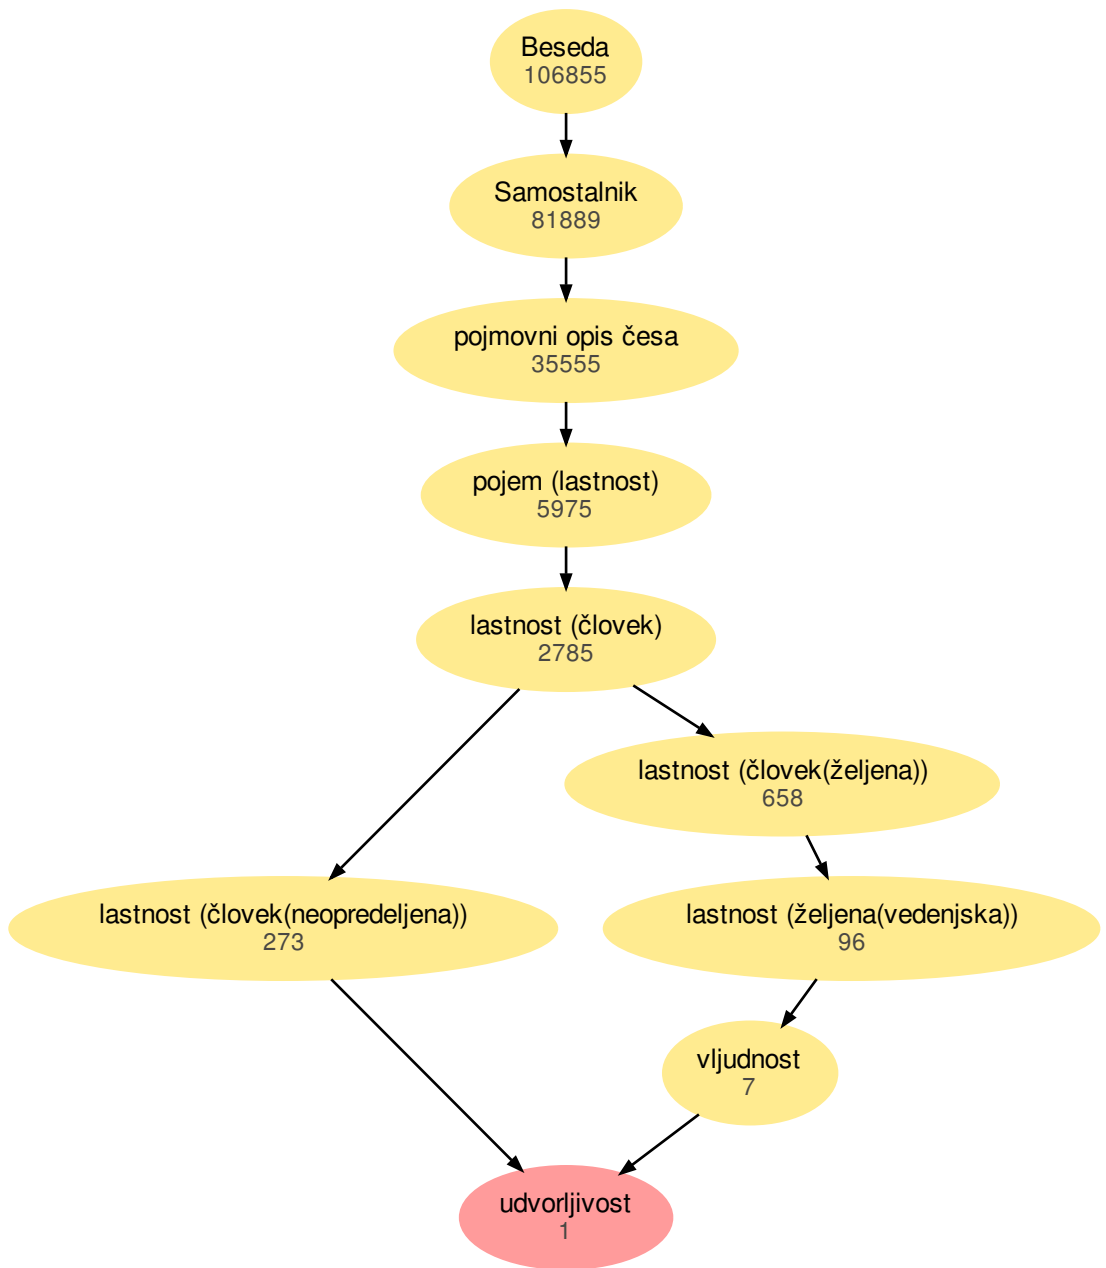 Beseda
106855
Samostalnik
81889
pojmovni opis česa
35555
pojem (lastnost)
5975
lastnost (človek)
2785
lastnost (človek(željena))
658
lastnost (človek(neopredeljena))
273
lastnost (željena(vedenjska))
96
vljudnost
7
udvorljivost
1